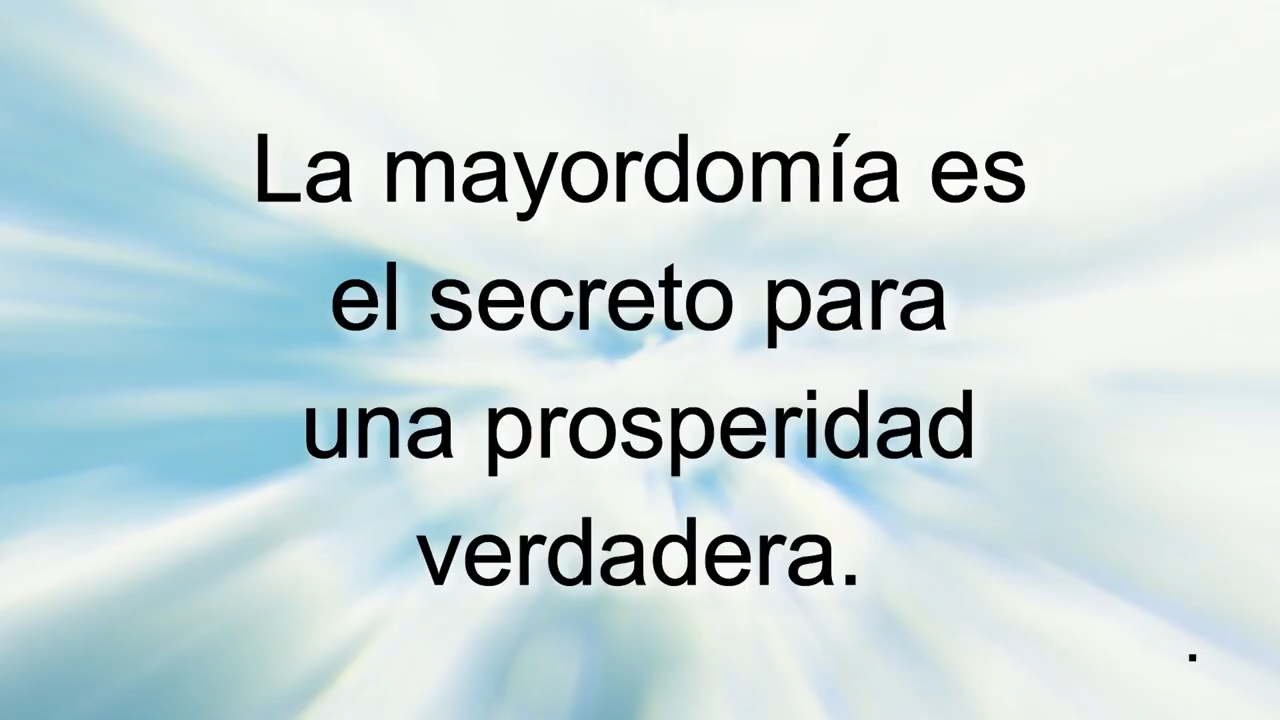 La mayordomía es
el secreto para
una prosperidad
verdadera.
.